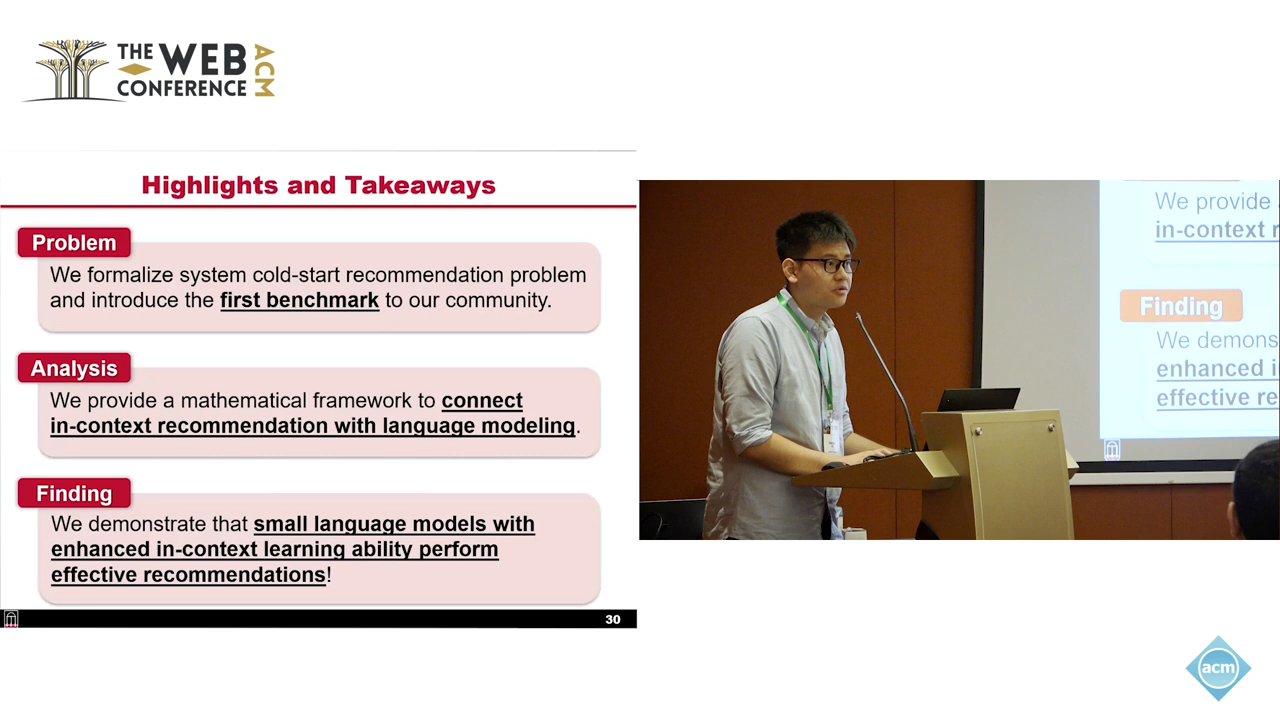 THE WEB
CONFERENCE
ACM
Highlights and Takeaways
Problem
We formalize system cold-start recommendation problem
and introduce the first benchmark to our community.
Analysis
We provide a mathematical framework to connect
in-context recommendation with language modeling.
Finding
We demonstrate that small language models with
enhanced in-context learning ability perform
effective recommendations!
30
We provide
in-context r
Finding
We demons
enhanced i
effective re
acm